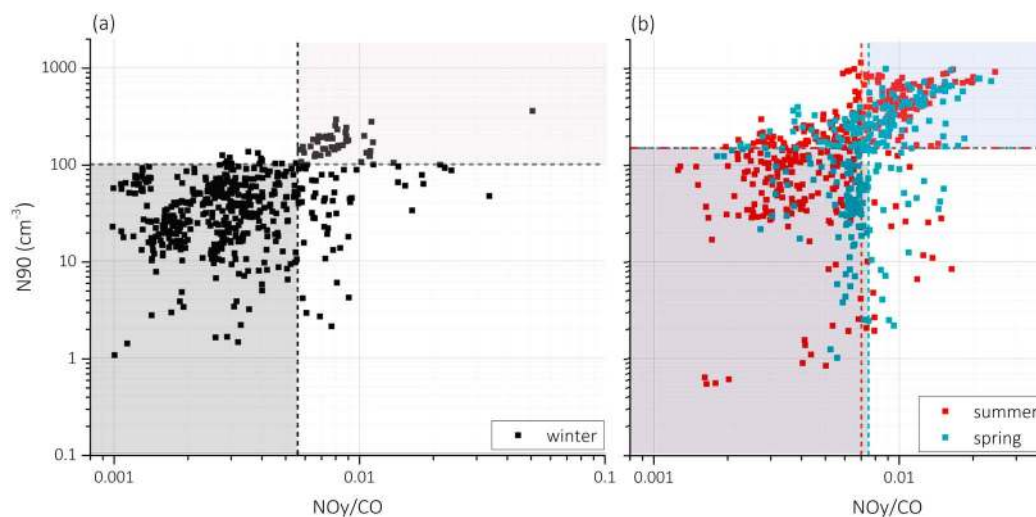 (a)
(b)
N90 (cm⁻³)
1000
100
10
1
0.1
0.001
0.01
0.1
NOy/CO
winter
0.001
0.01
NOy/CO
summer
spring